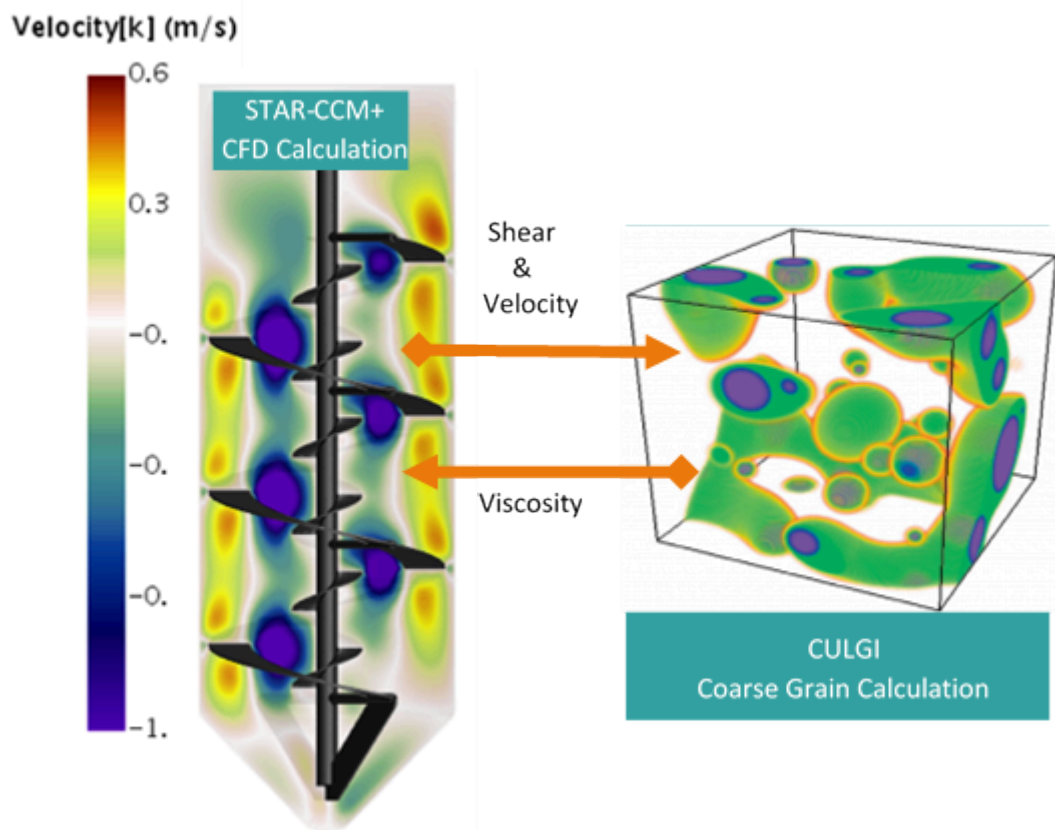 Velocity[k] (m/s)
0.6
0.3
-0.
-0.
-0.
-1.
STAR-CCM+
CFD Calculation
Shear
&
Velocity
Viscosity
CULGI
Coarse Grain Calculation